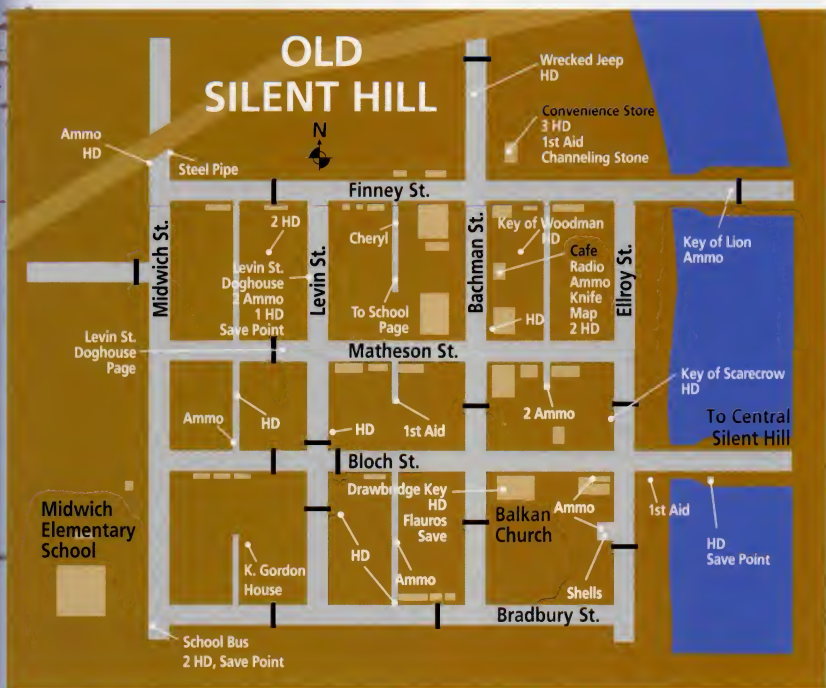 OLD
SILENT HILL
N
Wrecked Jeep
HD
Convenience Store
3 HD
1st Aid
Channeling Stone
Ammo
HD
Steel Pipe
Finney St.
Midwich St.
2 HD
Levin St.
Doghouse
2 Ammo
1 HD
Save Point
Levin St.
Cheryl
To School
Page
Bachman St.
Key of Woodman
HD
Cafe
Radio
Ammo
Knife
Map
2 HD
HD
Ellroy St.
Key of Lion
Ammo
Levin St.
Doghouse
Page
Matheson St.
Key of Scarecrow
HD
Ammo
HD
HD
1st Aid
2 Ammo
To Central
Silent Hill
Bloch St.
Midwich
Elementary
School
Drawbridge Key
HD
Flauros
Save
Balkan
Church
Ammo
1st Aid
HD
Save Point
K. Gordon
House
HD
Ammo
Shells
Bradbury St.
School Bus
2 HD, Save Point